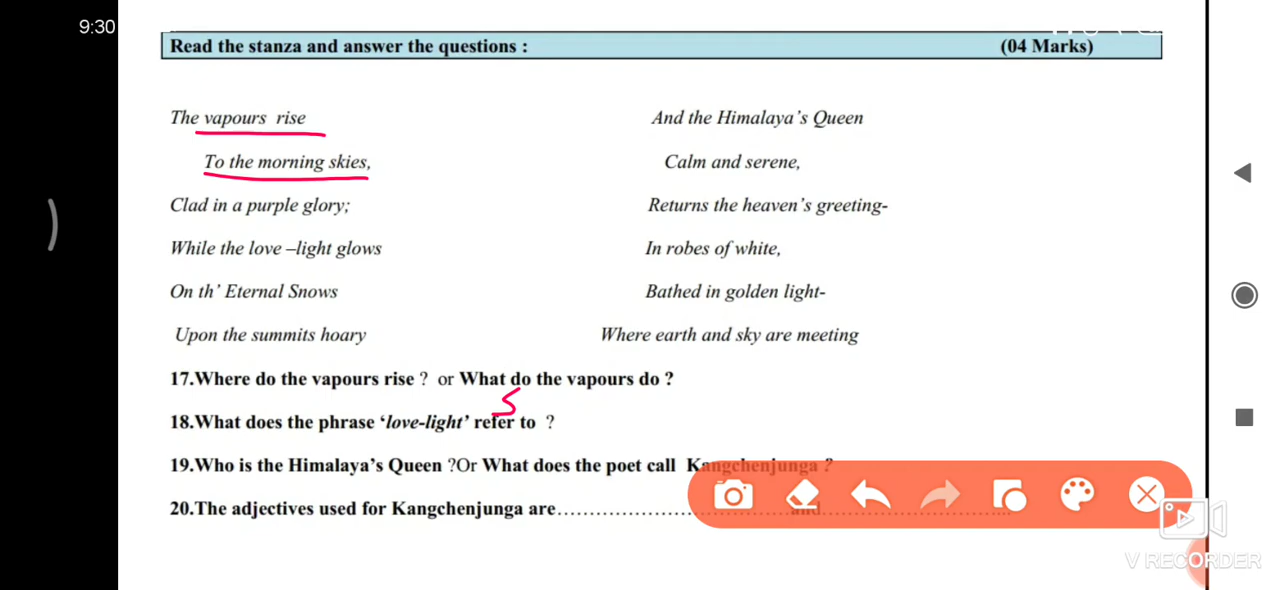 9:30
Read the stanza and answer the questions : (04 Marks)
The vapours rise
To the morning skies,
Clad in a purple glory;
While the love –light glows
On th’ Eternal Snows
Upon the summits hoary
And the Himalaya’s Queen
Calm and serene,
Returns the heaven’s greeting-
In robes of white,
Bathed in golden light-
Where earth and sky are meeting
17.Where do the vapours rise ? or What do the vapours do ?
18.What does the phrase ‘love-light’ refer to ?
19.Who is the Himalaya’s Queen ?Or What does the poet call Kangchenjunga ?
20.The adjectives used for Kangchenjunga are........................and........................
V RECORDER